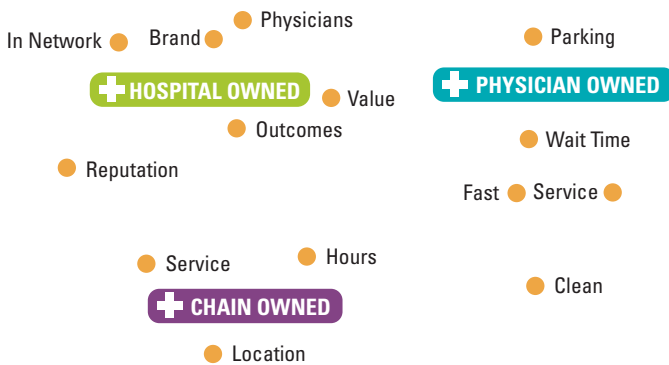 Physicians
In Network
Brand
Parking
HOSPITAL OWNED
PHYSICIAN OWNED
Value
Outcomes
Wait Time
Reputation
Fast
Service
Service
Hours
Clean
CHAIN OWNED
Location